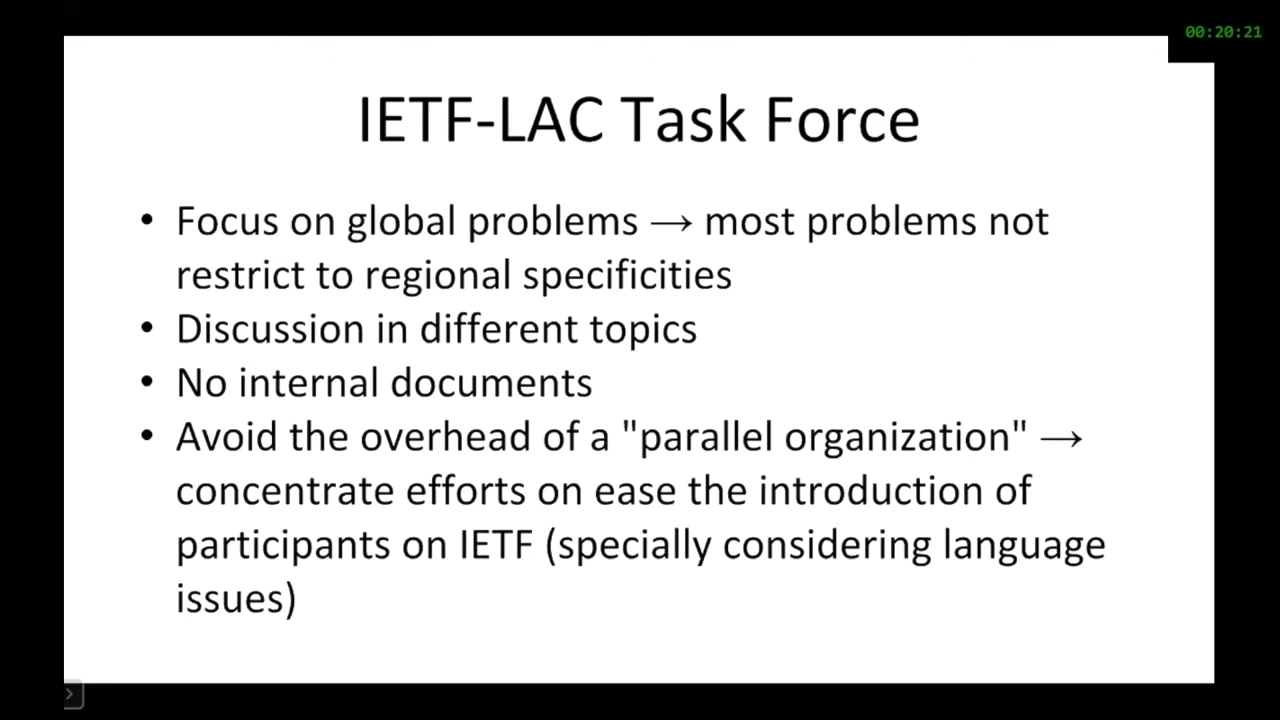 00:20:21
IETF-LAC Task Force
• Focus on global problems → most problems not
restrict to regional specificities
• Discussion in different topics
• No internal documents
• Avoid the overhead of a "parallel organization" →
concentrate efforts on ease the introduction of
participants on IETF (specially considering language
issues)